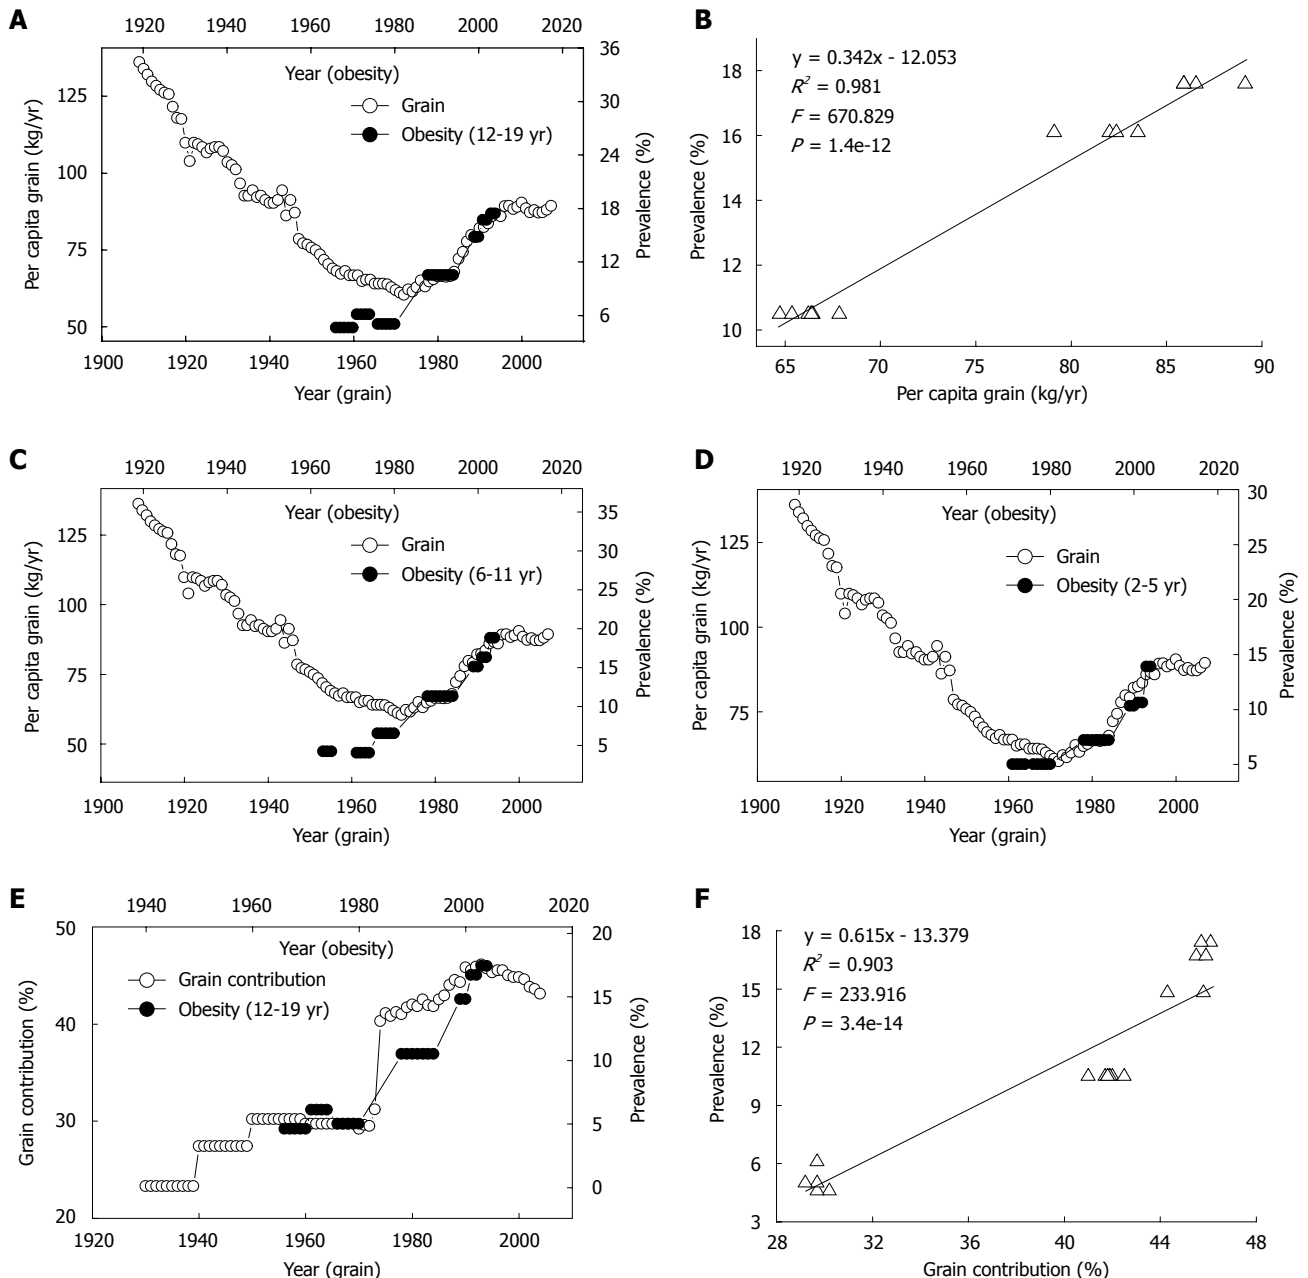 A
1920 1940 1960 1980 2000 2020
Year (obesity)
Grain
Obesity (12-19 yr)
Per capita grain (kg/yr)
125
100
75
50
36
30
24
18
12
6
Prevalence (%)
1900 1920 1940 1960 1980 2000
Year (grain)
B
y = 0.342x - 12.053
R² = 0.981
F = 670.829
P = 1.4e-12
Prevalence (%)
18
16
14
12
10
65 70 75 80 85 90
Per capita grain (kg/yr)
C
1920 1940 1960 1980 2000 2020
Year (obesity)
Grain
Obesity (6-11 yr)
Per capita grain (kg/yr)
125
100
75
50
35
30
25
20
15
10
5
Prevalence (%)
1900 1920 1940 1960 1980 2000
Year (grain)
D
1920 1940 1960 1980 2000 2020
Year (obesity)
Grain
Obesity (2-5 yr)
Per capita grain (kg/yr)
125
100
75
30
25
20
15
10
5
Prevalence (%)
1900 1920 1940 1960 1980 2000
Year (grain)
E
1940 1960 1980 2000 2020
Year (obesity)
Grain contribution
Obesity (12-19 yr)
Grain contribution (%)
50
40
30
20
20
15
10
5
0
Prevalence (%)
1920 1940 1960 1980 2000
Year (grain)
F
y = 0.615x - 13.379
R² = 0.903
F = 233.916
P = 3.4e-14
Prevalence (%)
18
15
12
9
6
3
28 32 36 40 44 48
Grain contribution (%)